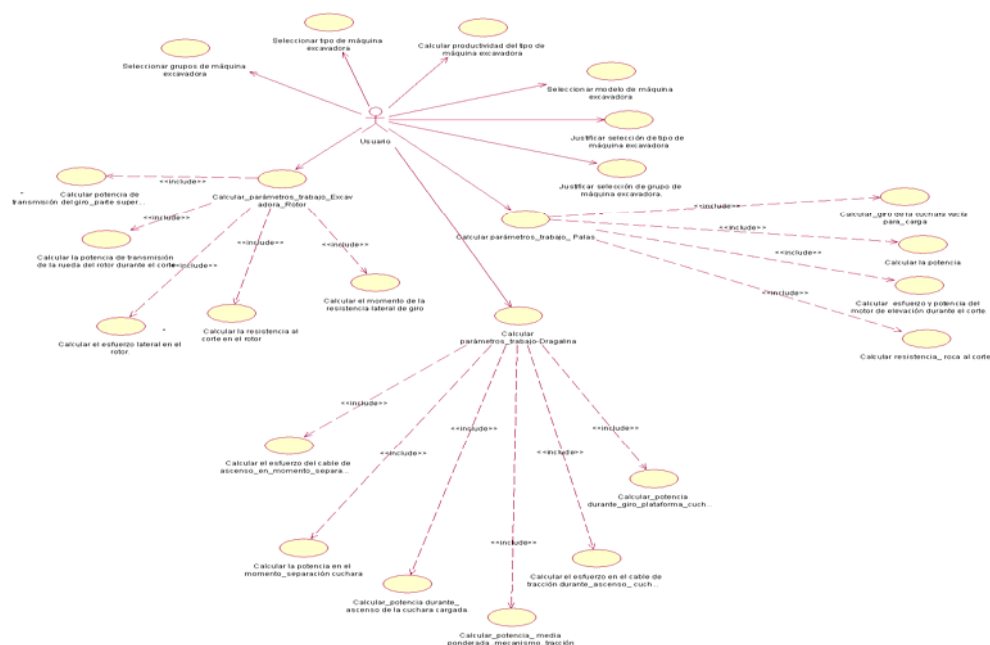 Seleccionar tipo de máquina
excavadora
Calcular productividad del tipo de
máquina excavadora
Seleccionar grupos de máquina
excavadora
Seleccionar modelo de máquina
excavadora
Usuario
Justificar selección de tipo de
máquina excavadora
Justificar selección de grupo de
máquina excavadora.
<<include>>
Calcular potencia de
transmisión del giro_parte super...
Calcular_parámetros_trabajo_Excav
adora_Rotor
<<include>>
<<include>>
<<include>>
<<include>>
Calcular la potencia de transmisión
de la rueda del rotor durante el corte
Calcular el momento de la
resistencia lateral de giro
Calcular el esfuerzo lateral en el
rotor
Calcular la resistencia al
corte en el rotor
Calcular parámetros_trabajo_ Palas
<<include>>
<<include>>
<<include>>
<<include>>
Calcular_giro de la cuchara vacía
para_carga
Calcular la potencia
Calcular esfuerzo y potencia del
motor de elevación durante el corte
Calcular resistencia_ roca al corte
Calcular
parámetros_trabajo-Dragalina
<<include>>
<<include>>
<<include>>
<<include>>
<<include>>
<<include>>
Calcular el esfuerzo del cable de
ascenso_en_momento_separa...
Calcular_potencia
durante_giro_plataforma_cuch...
Calcular la potencia en el
momento_separación cuchara
Calcular el esfuerzo en el cable de
tracción durante_ascenso_ cuch...
Calcular_potencia durante_
ascenso de la cuchara cargada
Calcular_potencia_ media
ponderada_mecanismo_tracción